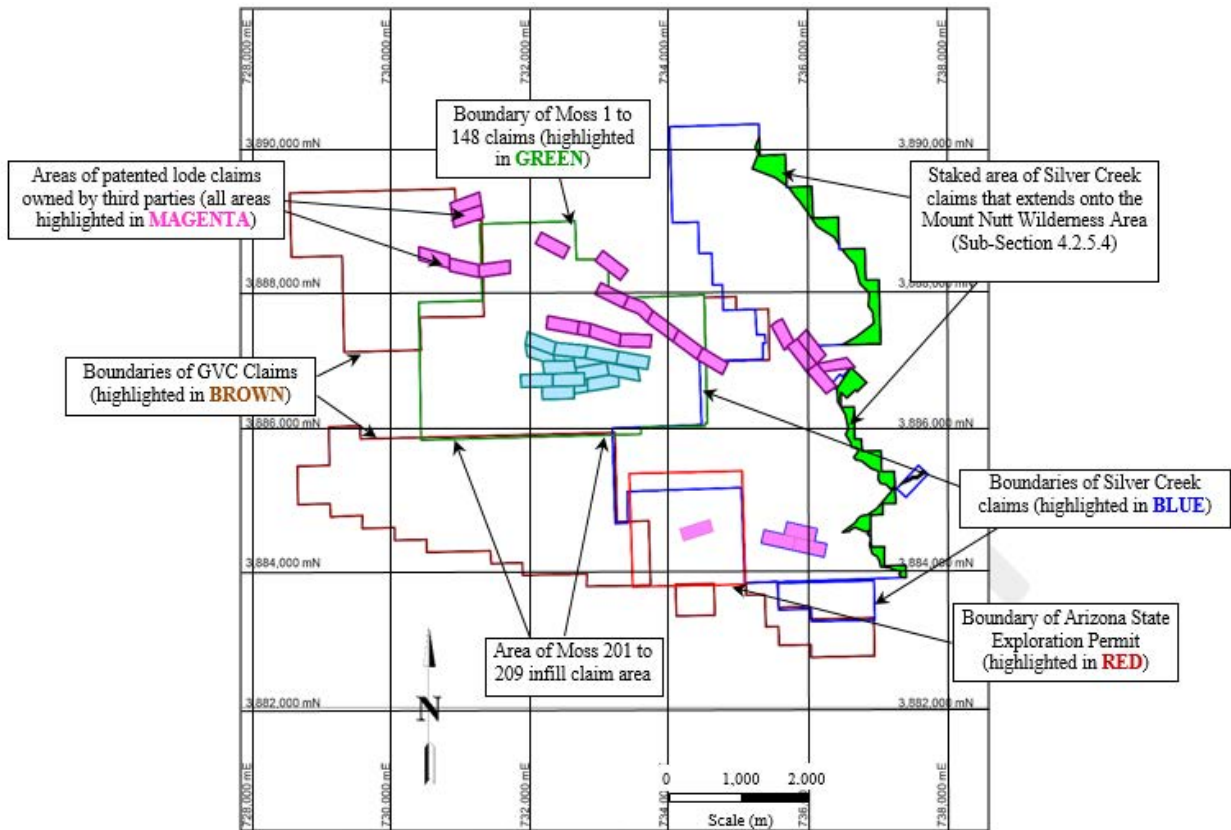 728,000 mE
730,000 mE
732,000 mE
734,000 mE
736,000 mE
738,000 mE
Boundary of Moss 1 to
148 claims (highlighted
in GREEN)
3,890,000 mN
3,890,000 mN
Areas of patented lode claims
owned by third parties (all areas
highlighted in MAGENTA)
Staked area of Silver Creek
claims that extends onto the
Mount Nutt Wilderness Area
(Sub-Section 4.2.5.4)
3,888,000 mN
3,888,000 mN
Boundaries of GVC Claims
(highlighted in BROWN)
3,886,000 mN
3,886,000 mN
Boundaries of Silver Creek
claims (highlighted in BLUE)
3,884,000 mN
3,884,000 mN
Boundary of Arizona State
Exploration Permit
(highlighted in RED)
Area of Moss 201 to
209 infill claim area
3,882,000 mN
3,882,000 mN
N
0 1,000 2.000
Scale (m)
728,000 mE
730,000 mE
732,000 mE
738,000 mE